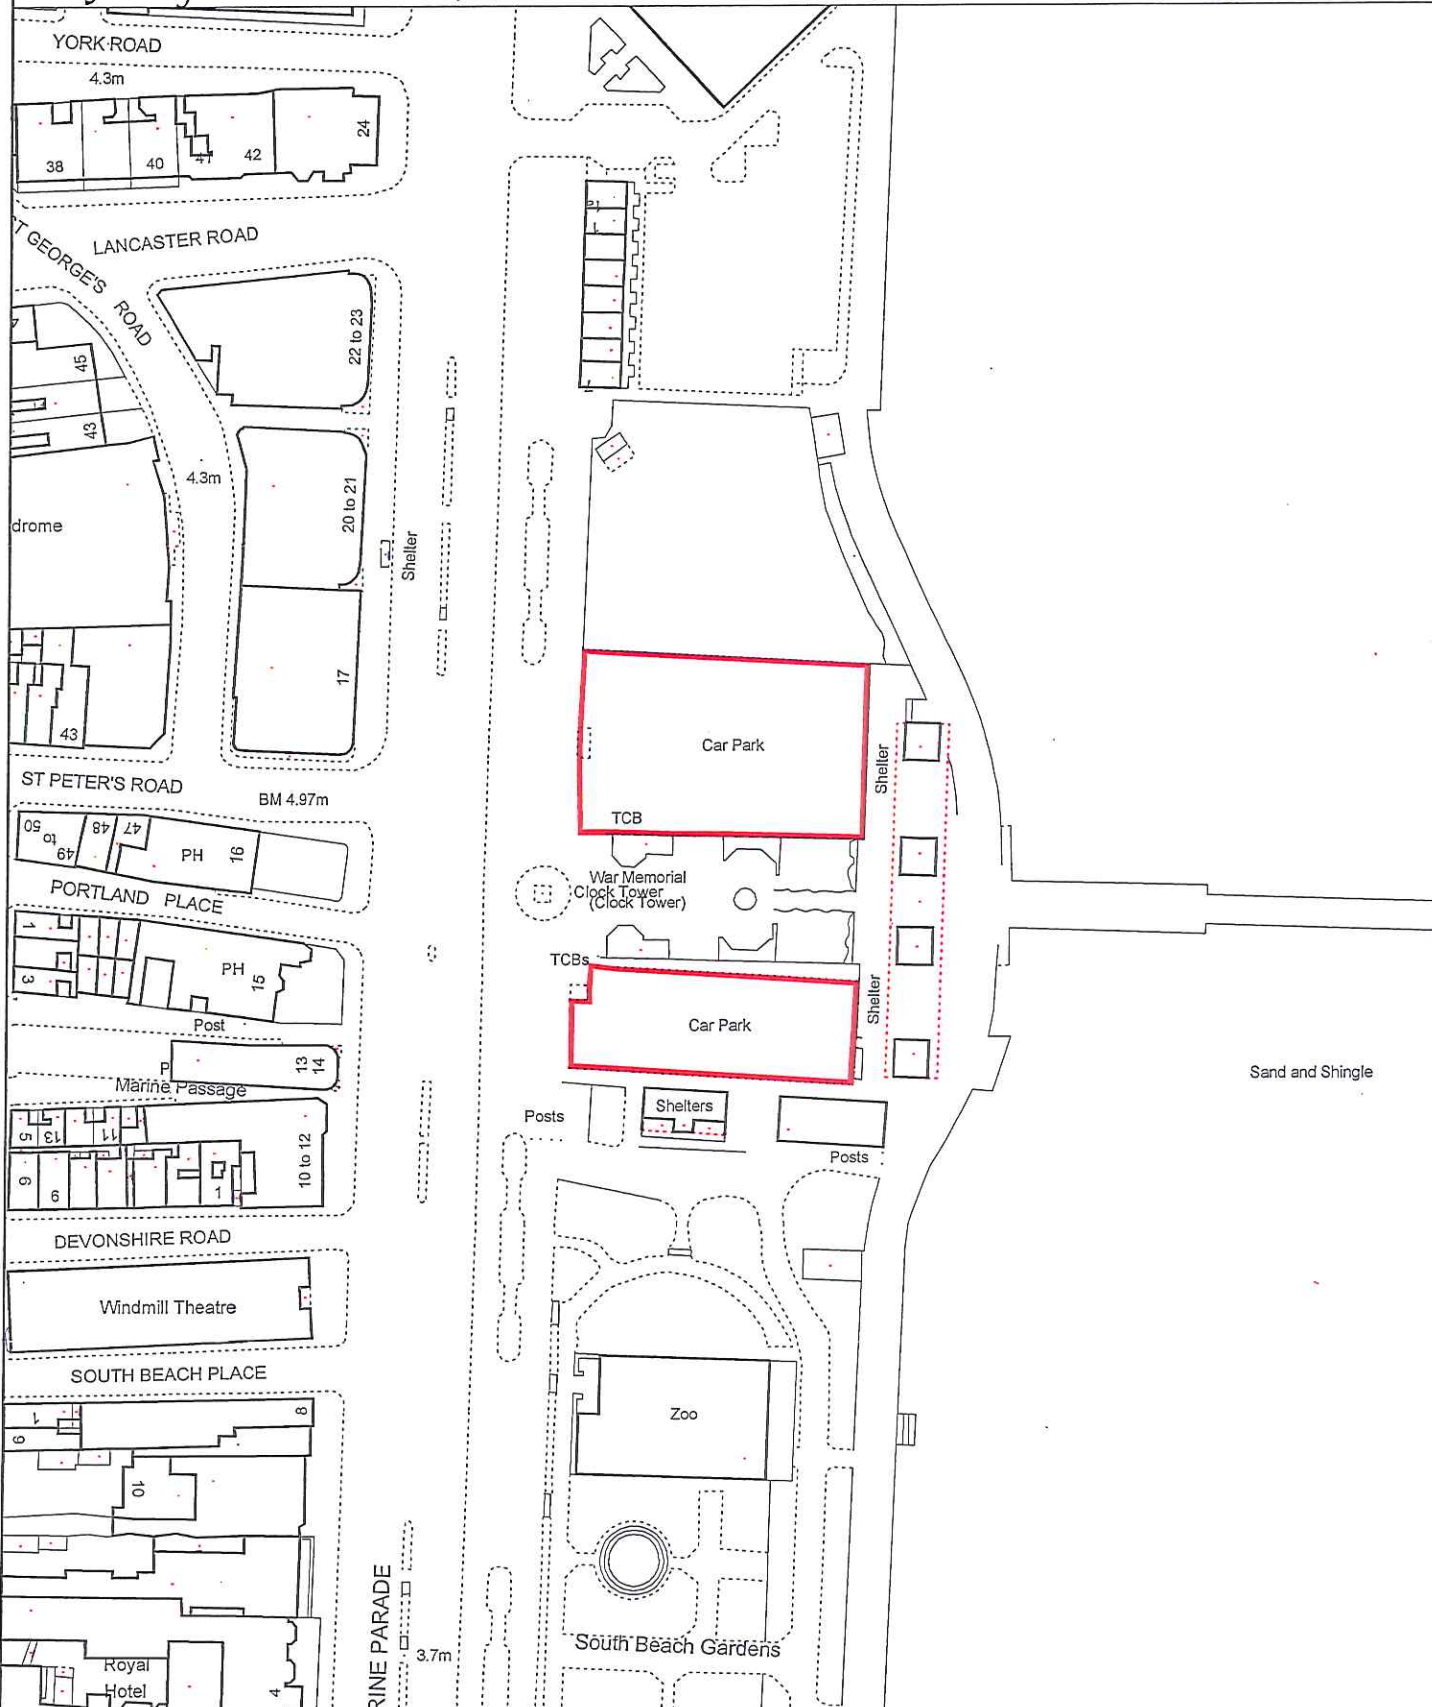 YORK ROAD
4.3m
38
40
41
42
24
LANCASTER ROAD
ST GEORGE'S ROAD
22 to 23
45
43
4.3m
20 to 21
Shelter
drome
17
43
Car Park
Shelter
ST PETER'S ROAD
BM 4.97m
TCB
49 to 50
48
47
PH
16
War Memorial
Clock Tower
(Clock Tower)
PORTLAND PLACE
1
3
PH
15
TCBs
Post
Car Park
Shelter
13
14
P
Marine Passage
Sand and Shingle
Posts
Shelters
Posts
5
13
11
10 to 12
6
9
1
DEVONSHIRE ROAD
Windmill Theatre
SOUTH BEACH PLACE
1
8
9
Zoo
10
RINE PARADE
3.7m
South Beach Gardens
Royal
Hotel
4